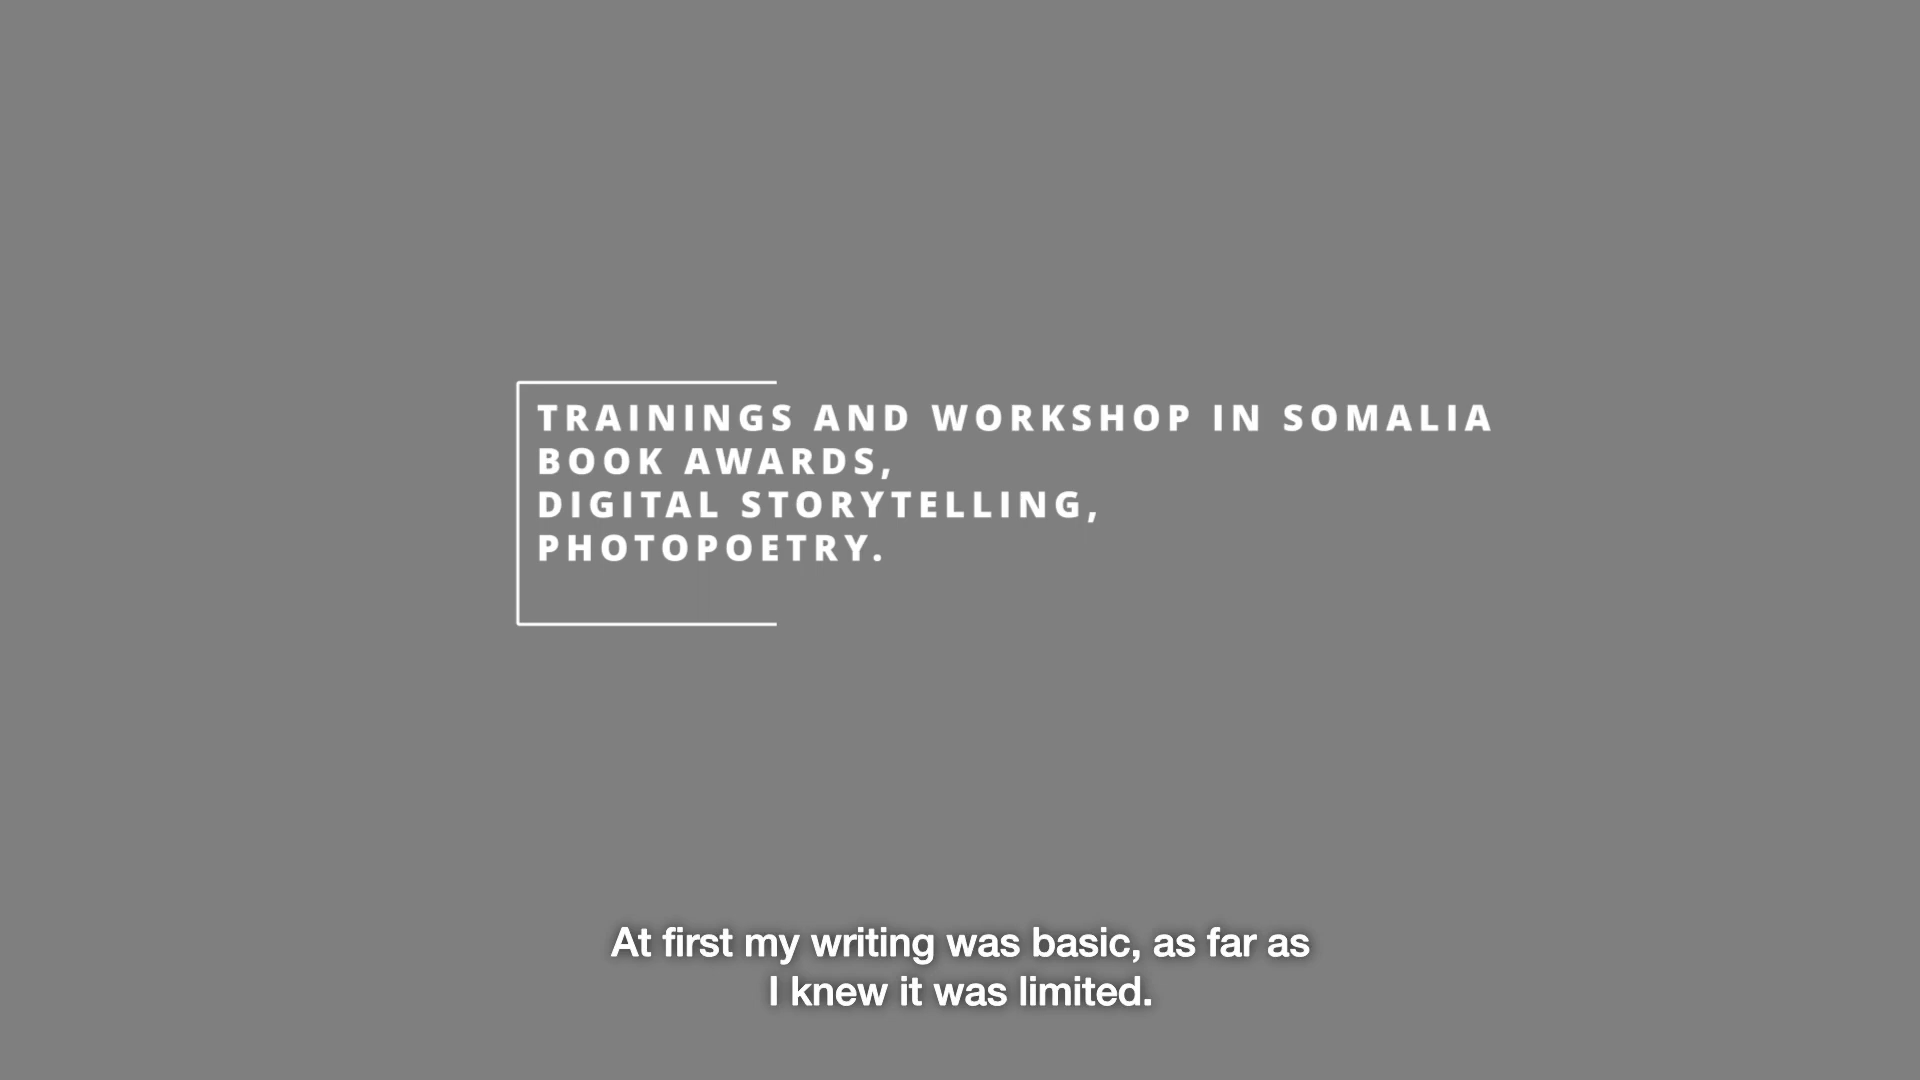 TRAININGS AND WORKSHOP IN SOMALIA
BOOK AWARDS,
DIGITAL STORYTELLING,
PHOTOPOETRY.
At first my writing was basic, as far as
I knew it was limited.